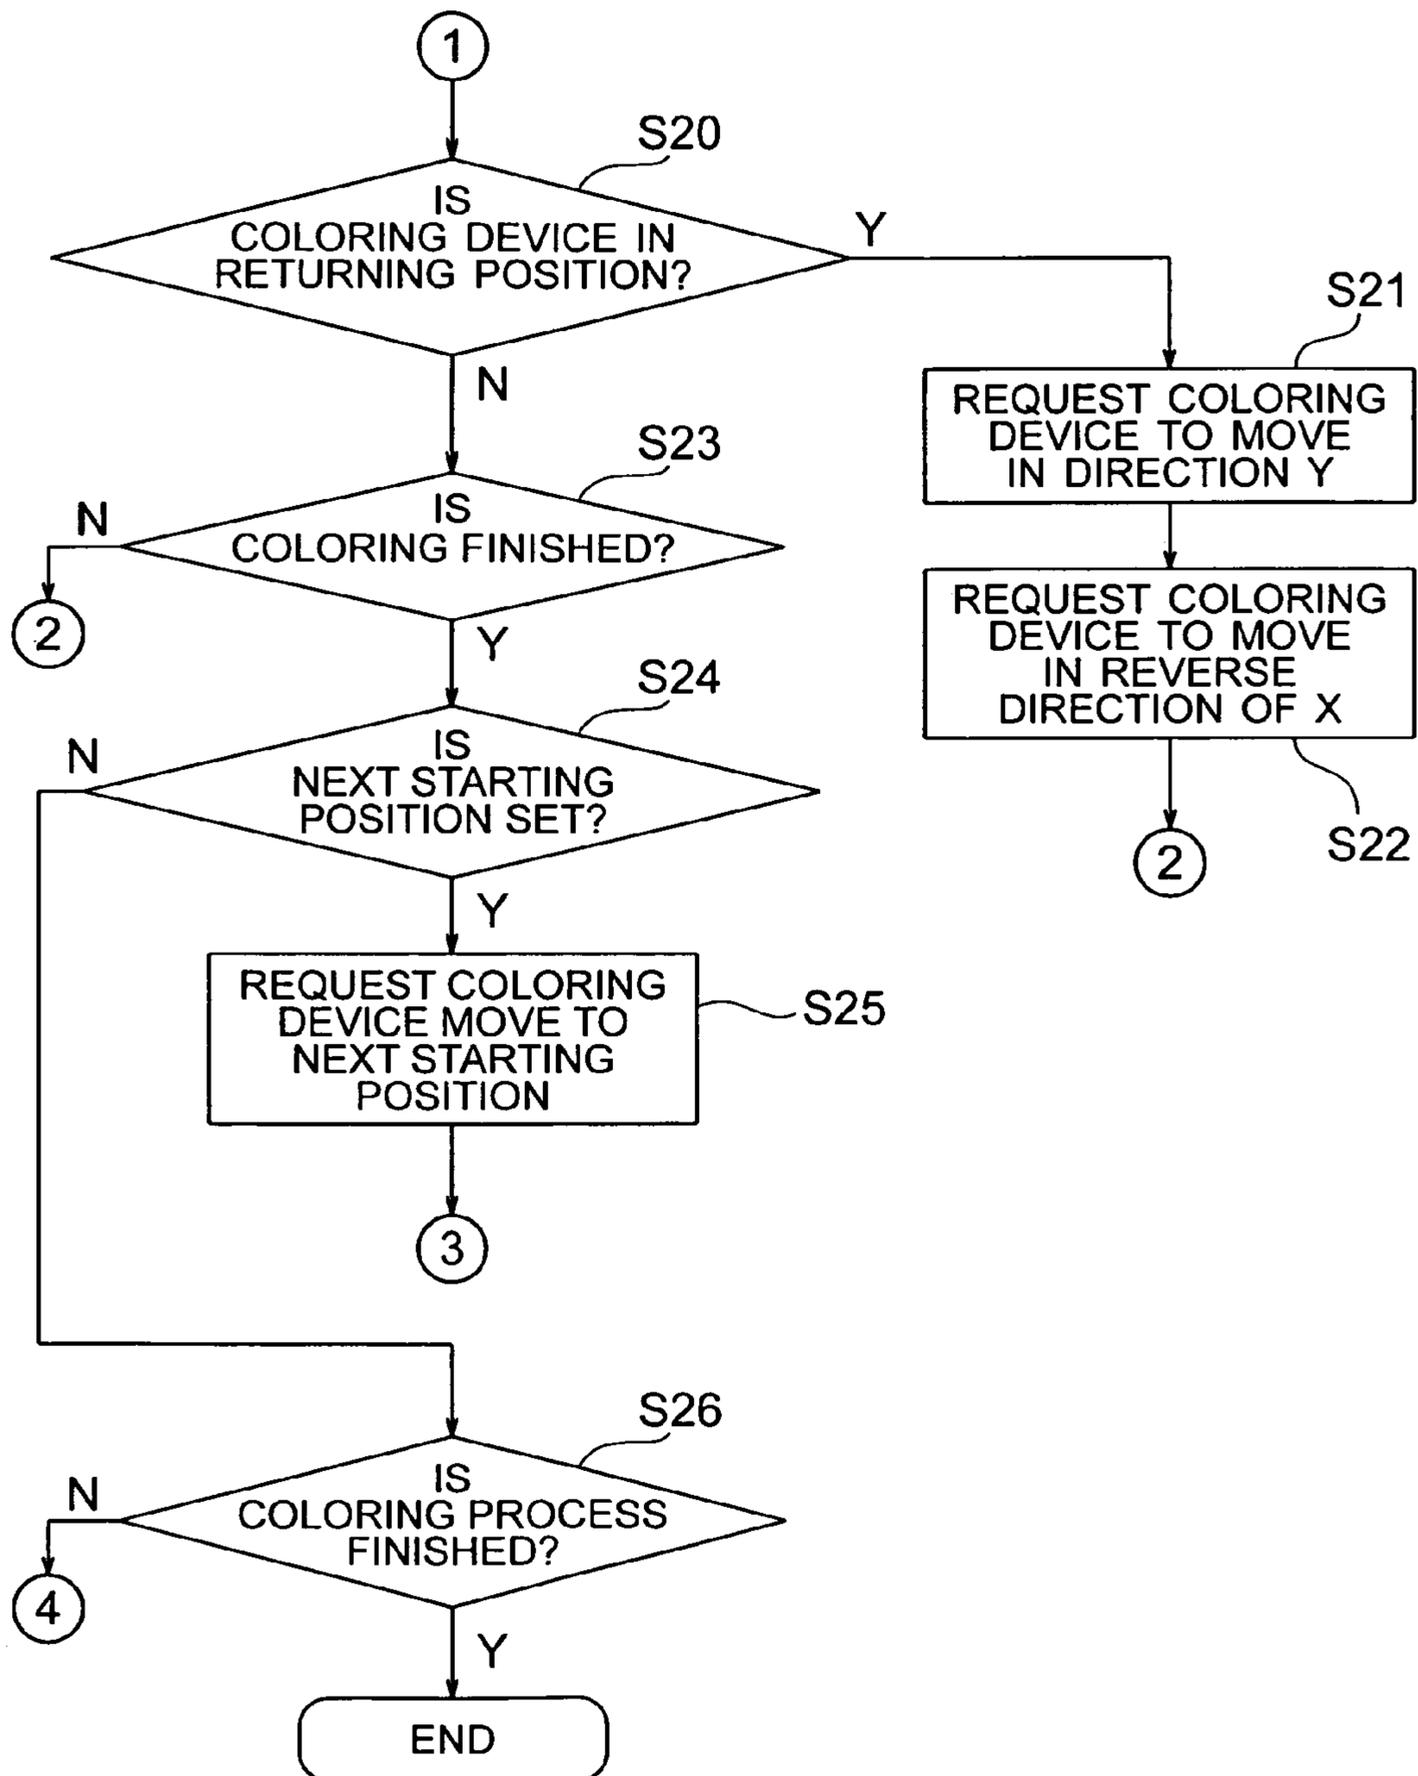 1
S20
IS
COLORING DEVICE IN
RETURNING POSITION?
Y
N
S21
REQUEST COLORING
DEVICE TO MOVE
IN DIRECTION Y
S22
REQUEST COLORING
DEVICE TO MOVE
IN REVERSE
DIRECTION OF X
2
S23
IS
COLORING FINISHED?
N
2
Y
S24
IS
NEXT STARTING
POSITION SET?
N
Y
S25
REQUEST COLORING
DEVICE MOVE TO
NEXT STARTING
POSITION
3
S26
IS
COLORING PROCESS
FINISHED?
N
4
Y
END